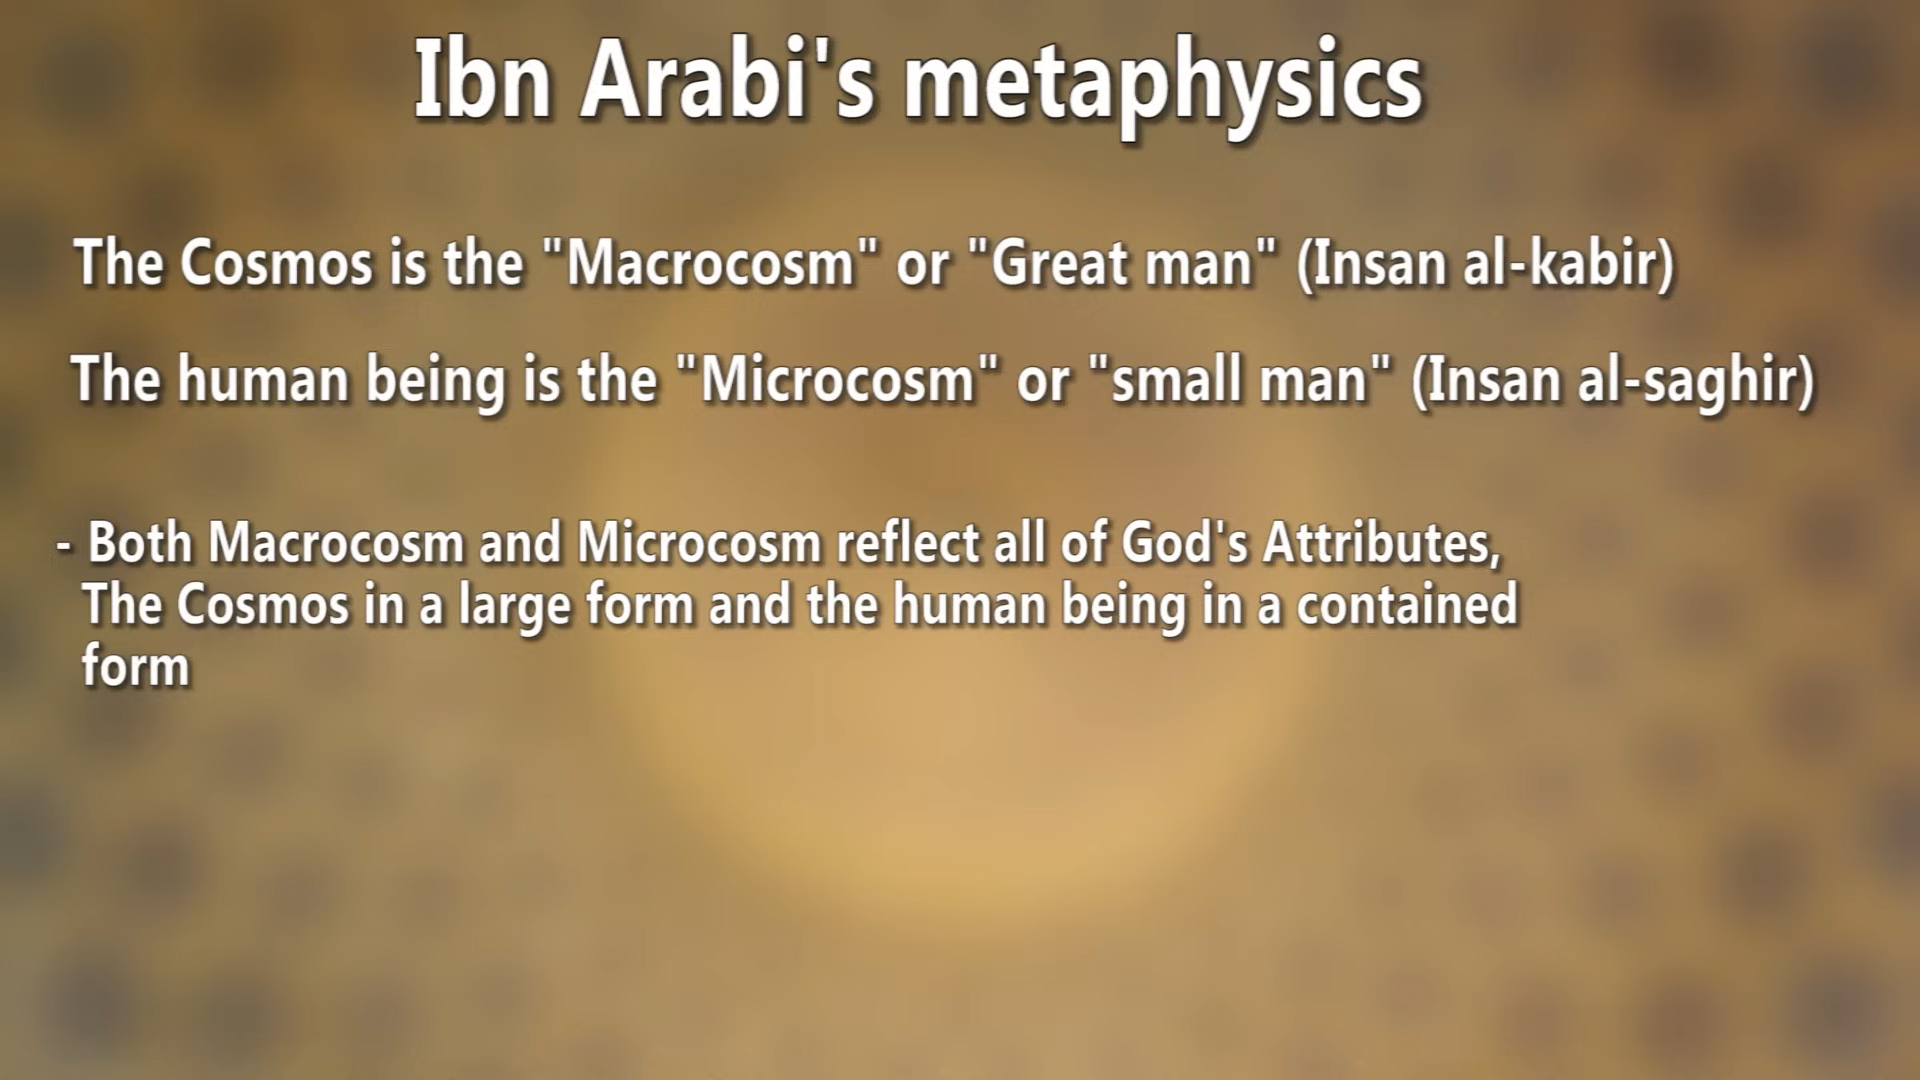 Ibn Arabi's metaphysics
The Cosmos is the "Macrocosm" or "Great man" (Insan al-kabir)
The human being is the "Microcosm" or "small man" (Insan al-saghir)
- Both Macrocosm and Microcosm reflect all of God's Attributes,
The Cosmos in a large form and the human being in a contained
form